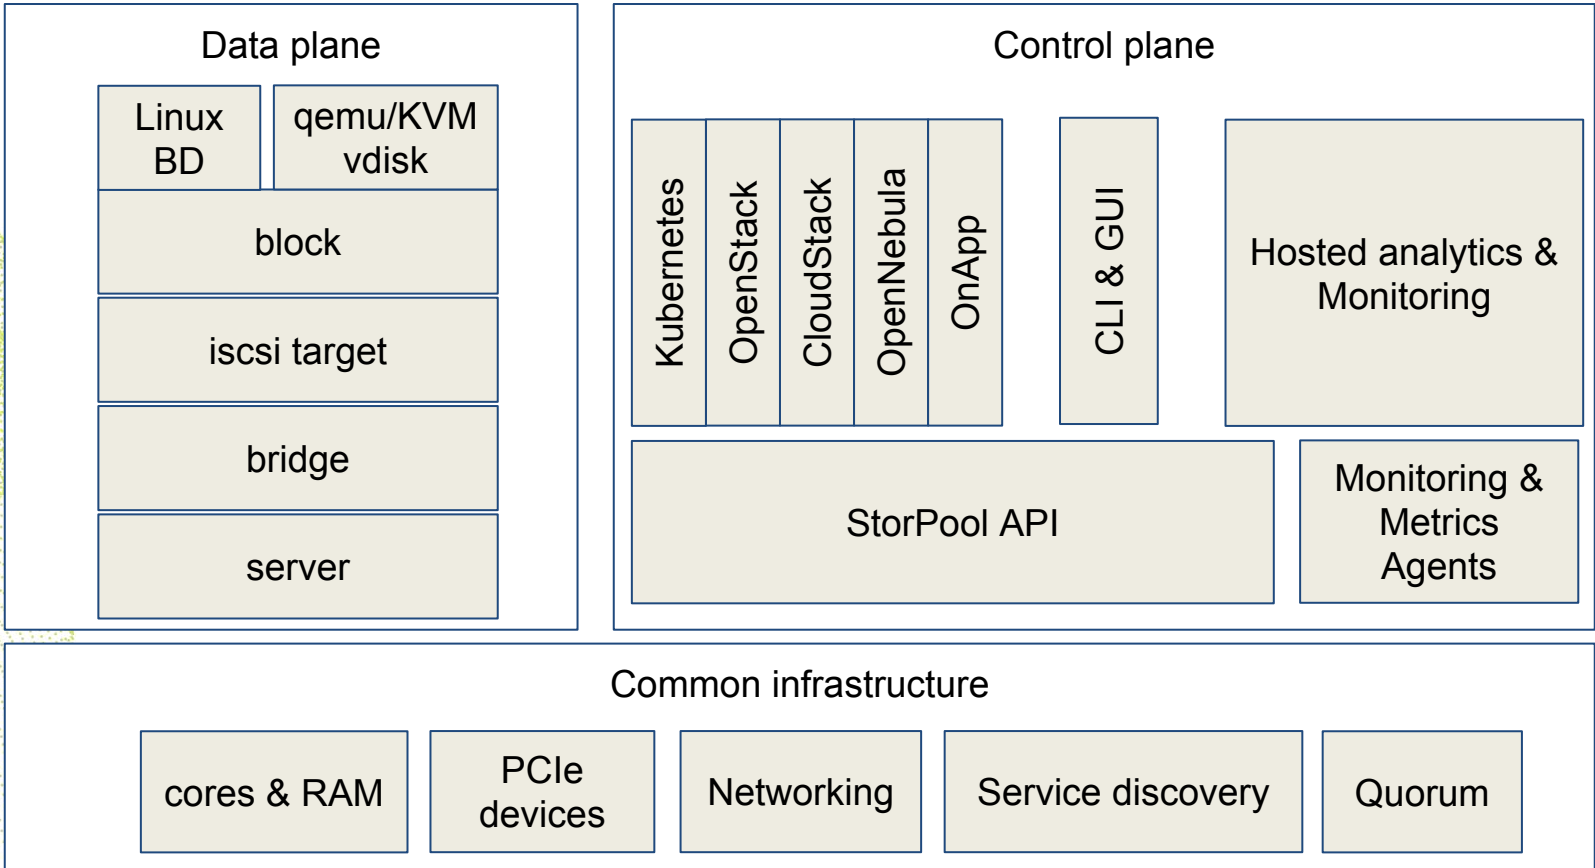 Data plane
Linux
BD
qemu/KVM
vdisk
block
iscsi target
bridge
server
Control plane
Kubernetes
OpenStack
CloudStack
OpenNebula
OnApp
CLI & GUI
Hosted analytics &
Monitoring
StorPool API
Monitoring &
Metrics
Agents
Common infrastructure
cores & RAM
PCIe
devices
Networking
Service discovery
Quorum